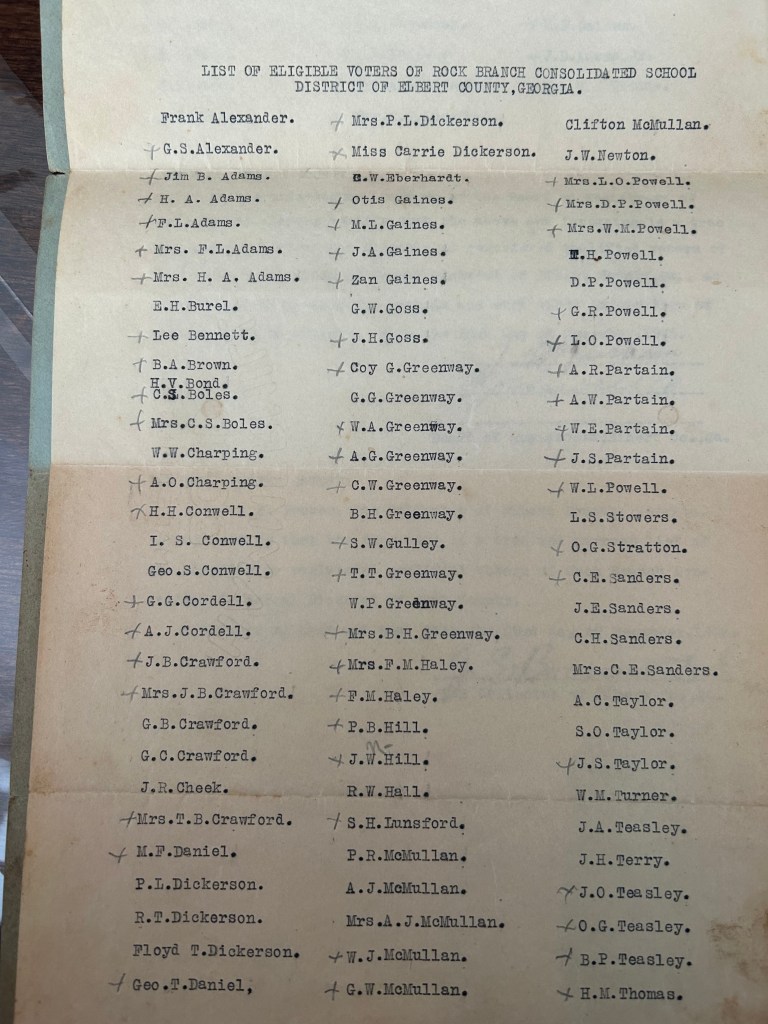 LIST OF ELIGIBLE VOTERS OF ROCK BRANCH CONSOLIDATED SCHOOL
DISTRICT OF ELBERT COUNTY,GEORGIA.
Frank Alexander.
+ G.S.Alexander.
+ Jim B. Adams.
+ H. A. Adams.
+ F.L.Adams.
+ Mrs. F.L.Adams.
+ Mrs. H. A. Adams.
E.H.Burel.
+ Lee Bennett.
+ B.A.Brown.
H.V.Bond.
+ C.S.Boles.
+ Mrs.C.S.Boles.
W.W.Charping.
+ A.O.Charping.
+ H.H.Conwell.
I. S. Conwell.
Geo.S.Conwell.
+ G.G.Cordell.
+ A.J.Cordell.
+ J.B.Crawford.
+ Mrs.J.B.Crawford.
G.B.Crawford.
G.C.Crawford.
J.R.Cheek.
+ Mrs.T.B.Crawford.
+ M.F.Daniel.
P.L.Dickerson.
R.T.Dickerson.
Floyd T.Dickerson.
+ Geo.T.Daniel,
+ Mrs.P.L.Dickerson.
+ Miss Carrie Dickerson.
C.W.Eberhardt.
+ Otis Gaines.
+ M.L.Gaines.
+ J.A.Gaines.
+ Zan Gaines.
G.W.Goss.
+ J.H.Goss.
+ Coy G.Greenway.
G.G.Greenway.
+ W.A.Greenway.
+ A.G.Greenway.
+ C.W.Greenway.
B.H.Greenway.
+ S.W.Gulley.
+ T.T.Greenway.
W.P.Greenway.
+ Mrs.B.H.Greenway.
+ Mrs.F.M.Haley.
+ F.M.Haley.
+ P.B.Hill.
+ J.W.Hill.
R.W.Hall.
+ S.H.Lunsford.
P.R.McMullan.
A.J.McMullan.
Mrs.A.J.McMullan.
+ W.J.McMullan.
+ G.W.McMullan.
Clifton McMullan.
J.W.Newton.
+ Mrs.L.O.Powell.
+ Mrs.D.P.Powell.
+ Mrs.W.M.Powell.
T.H.Powell.
D.P.Powell.
+ G.R.Powell.
+ L.O.Powell.
+ A.R.Partain.
+ A.W.Partain.
+ W.E.Partain.
+ J.S.Partain.
+ W.L.Powell.
L.S.Stowers.
+ O.G.Stratton.
+ C.E.Sanders.
J.E.Sanders.
C.H.Sanders.
Mrs.C.E.Sanders.
A.C.Taylor.
S.O.Taylor.
+ J.S.Taylor.
W.M.Turner.
J.A.Teasley.
J.H.Terry.
+ J.O.Teasley.
+ O.G.Teasley.
+ B.P.Teasley.
+ H.M.Thomas.